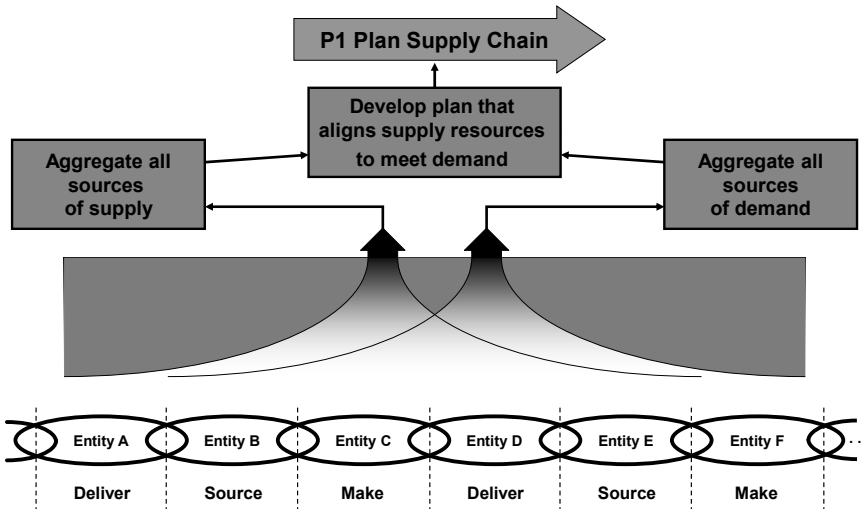 P1 Plan Supply Chain
Develop plan that
aligns supply resources
to meet demand
Aggregate all
sources
of supply
Aggregate all
sources
of demand
Entity A
Entity B
Entity C
Entity D
Entity E
Entity F
. .
Deliver
Source
Make
Deliver
Source
Make